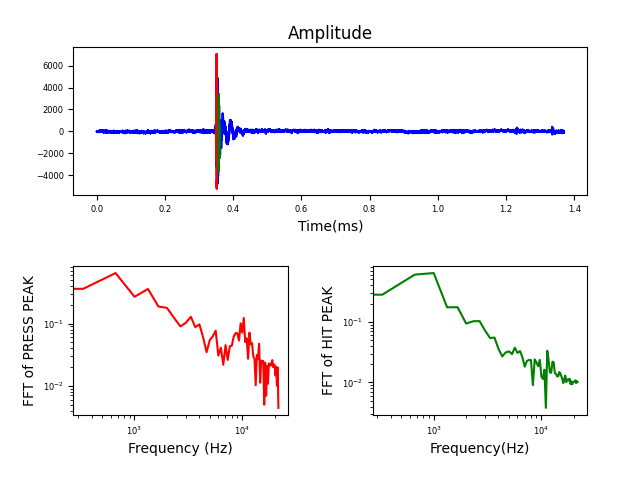 Amplitude
6000
4000
2000
0
−2000
−4000
0.0 0.2 0.4 0.6 0.8 1.0 1.2 1.4
Time(ms)
FFT of PRESS PEAK
10⁻¹
10⁻²
10³ 10⁴
Frequency (Hz)
FFT of HIT PEAK
10⁻¹
10⁻²
10³ 10⁴
Frequency(Hz)